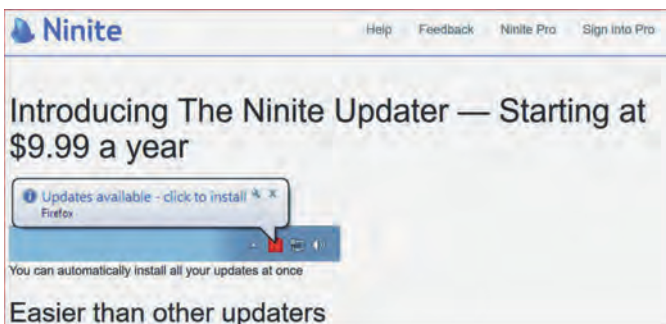 Ninite
Help Feedback Ninite Pro Sign into Pro
Introducing The Ninite Updater — Starting at
$9.99 a year
Updates available - click to install
Firefox
You can automatically install all your updates at once
Easier than other updaters